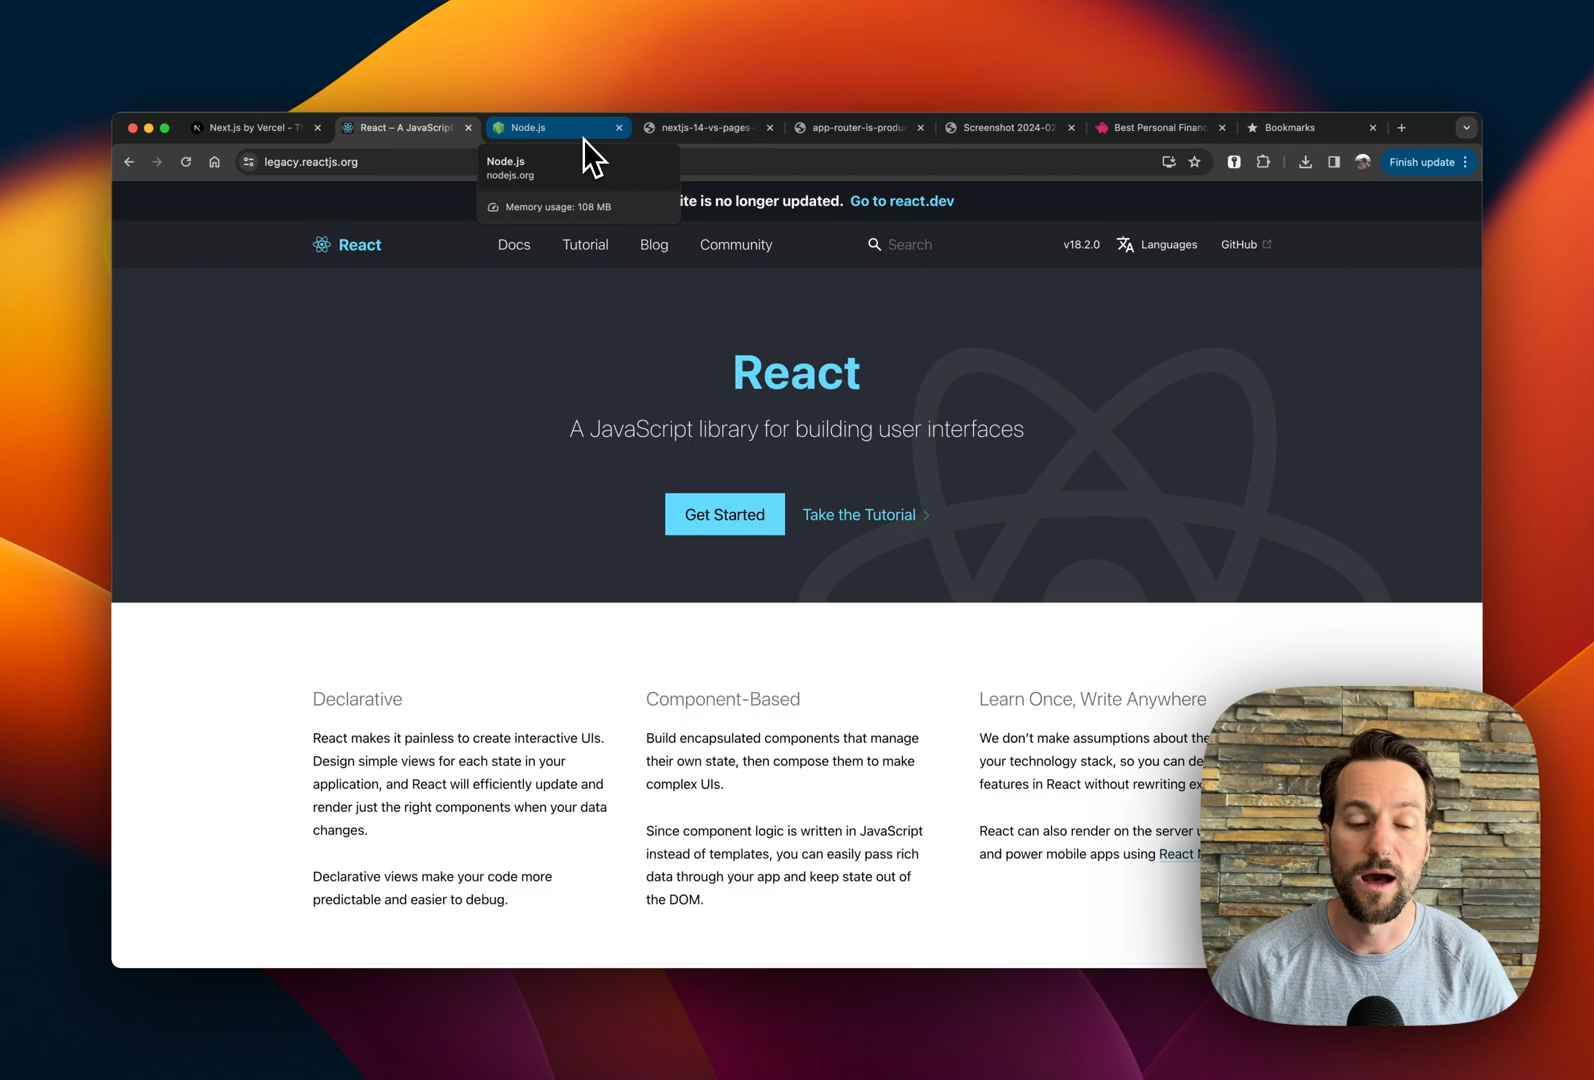 Next.js by Vercel - T
React – A JavaScript
Node.js
nextjs-14-vs-pages-
app-router-is-produ
Screenshot 2024-02
Best Personal Financ
Bookmarks
legacy.reactjs.org
Finish update
Node.js
nodejs.org
Memory usage: 108 MB
ite is no longer updated. Go to react.dev
React
Docs
Tutorial
Blog
Community
Search
v18.2.0
Languages
GitHub
React
A JavaScript library for building user interfaces
Get Started
Take the Tutorial
Declarative
React makes it painless to create interactive UIs.
Design simple views for each state in your
application, and React will efficiently update and
render just the right components when your data
changes.
Declarative views make your code more
predictable and easier to debug.
Component-Based
Build encapsulated components that manage
their own state, then compose them to make
complex UIs.
Since component logic is written in JavaScript
instead of templates, you can easily pass rich
data through your app and keep state out of
the DOM.
Learn Once, Write Anywhere
We don’t make assumptions about the
your technology stack, so you can de
features in React without rewriting ex
React can also render on the server u
and power mobile apps using React N